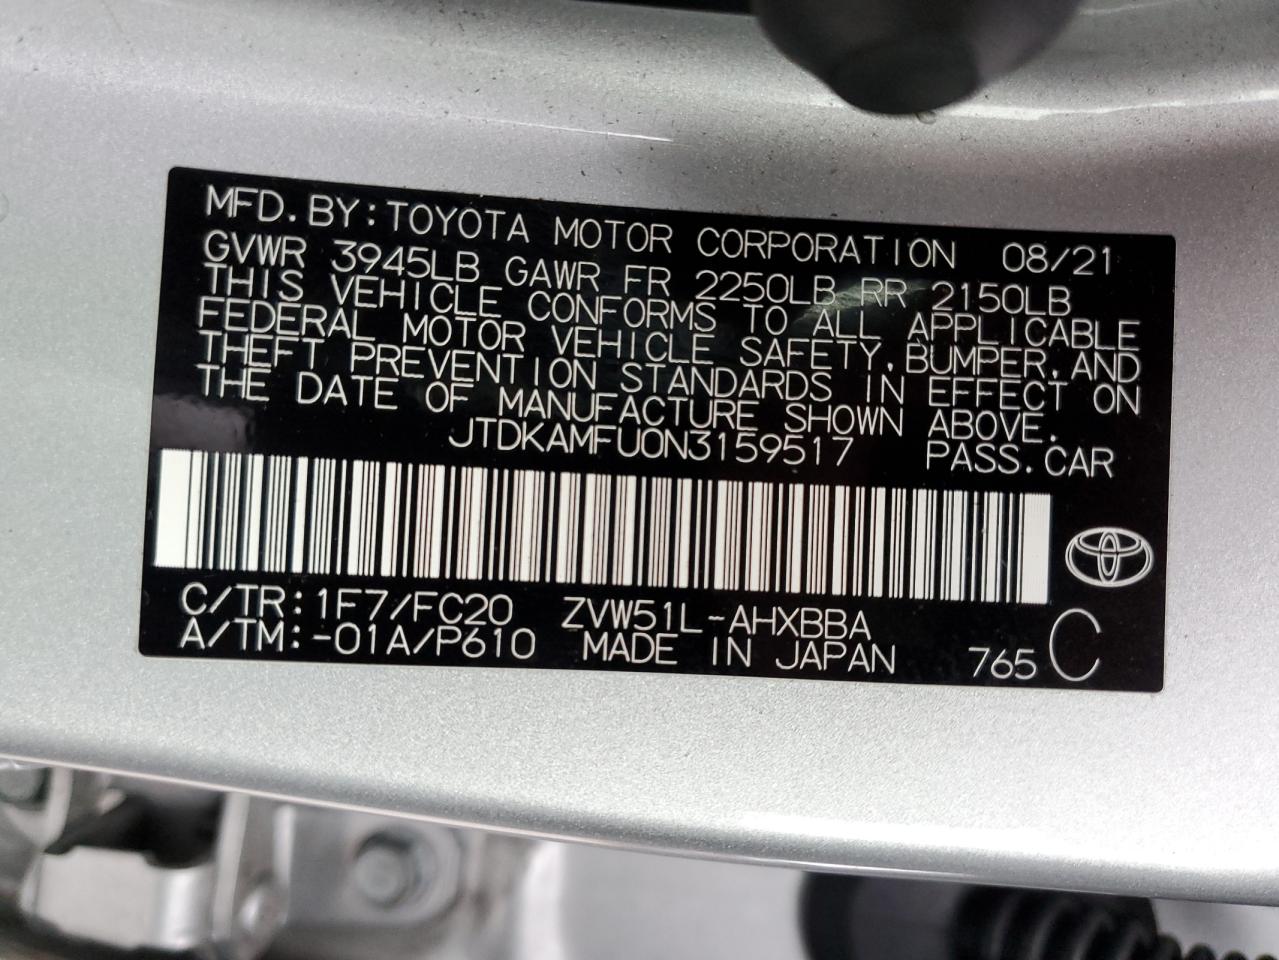 MFD.BY:TOYOTA MOTOR CORPORATION 08/21
GVWR 3945LB GAWR FR 2250LB RR 2150LB
THIS VEHICLE CONFORMS TO ALL APPLICABLE
FEDERAL MOTOR VEHICLE SAFETY,BUMPER,AND
THEFT PREVENTION STANDARDS IN EFFECT ON
THE DATE OF MANUFACTURE SHOWN ABOVE.
JTDKAMFU0N3159517 PASS.CAR
C/TR:1F7/FC20 ZVW51L-AHXBBA
A/TM:-01A/P610 MADE IN JAPAN 765 C